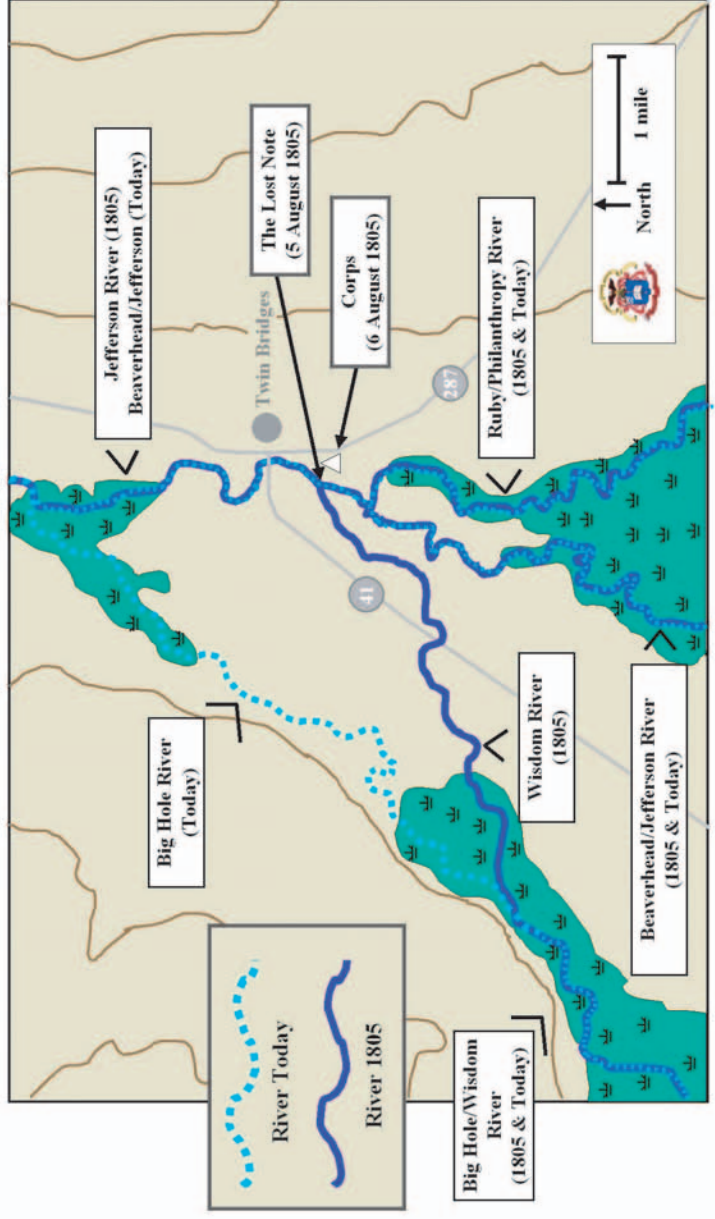 Jefferson River (1805)
Beaverhead/Jefferson (Today)
The Lost Note
(5 August 1805)
Corps
(6 August 1805)
Twin Bridges
287
41
Ruby/Philanthropy River
(1805 & Today)
North
1 mile
Big Hole River
(Today)
Wisdom River
(1805)
Beaverhead/Jefferson River
(1805 & Today)
River Today
River 1805
Big Hole/Wisdom
River
(1805 & Today)